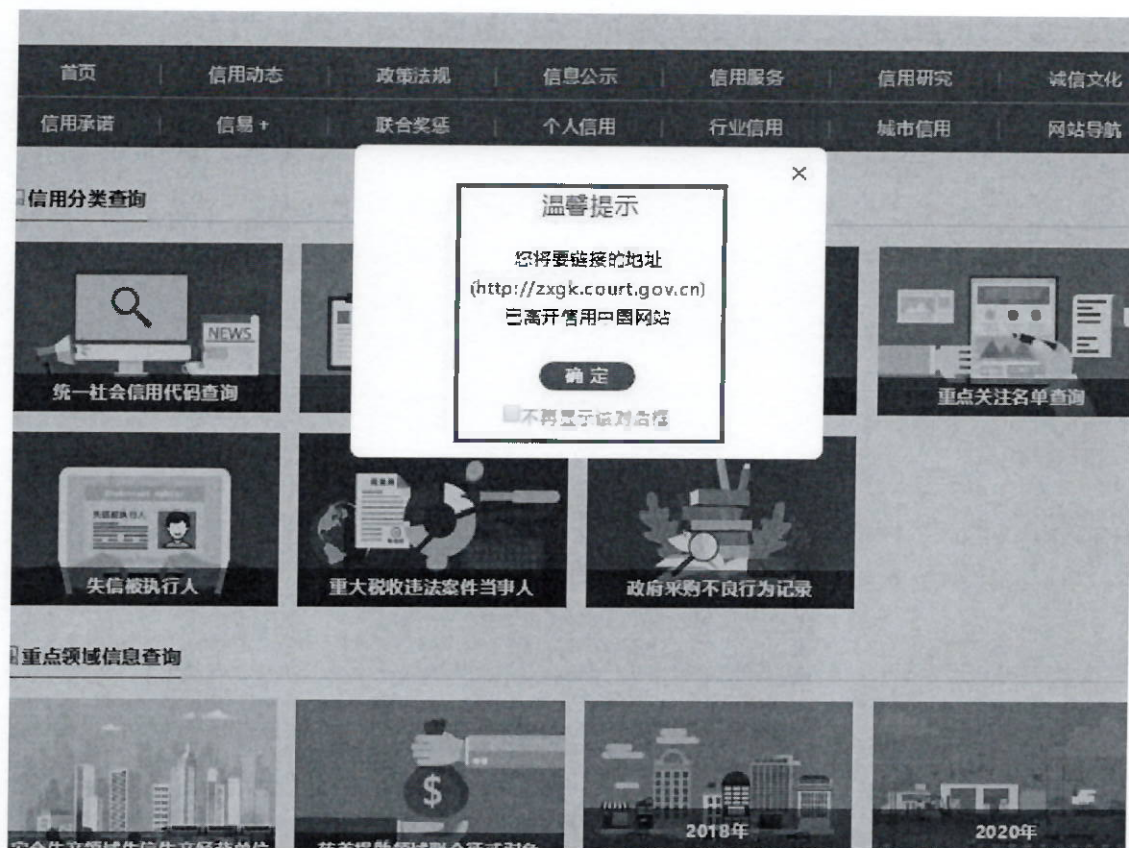 首页 信用动态 政策法规 信息公示 信用服务 信用研究 诚信文化
信用承诺 信易+ 联合奖惩 个人信用 行业信用 城市信用 网站导航
信用分类查询
温馨提示
您将要链接的地址
(http://zxgk.court.gov.cn)
已离开信用中国网站
确定
不再显示该对话框
NEWS
统一社会信用代码查询
重点关注名单查询
失信被执行人
失信被执行人
重大税收违法案件当事人
政府采购不良行为记录
重点领域信息查询
2018年
2020年